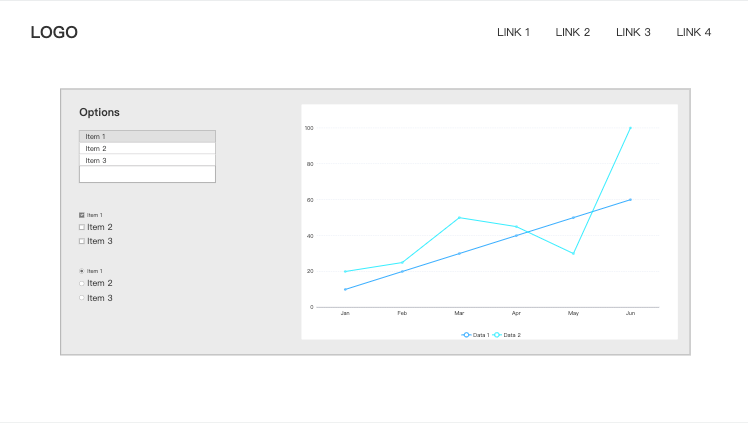 LOGO
LINK 1 LINK 2 LINK 3 LINK 4
Options
Item 1
Item 2
Item 3
Item 1
Item 2
Item 3
Item 1
Item 2
Item 3
100
80
60
40
20
0
Jan Feb Mar Apr May Jun
Data 1 Data 2